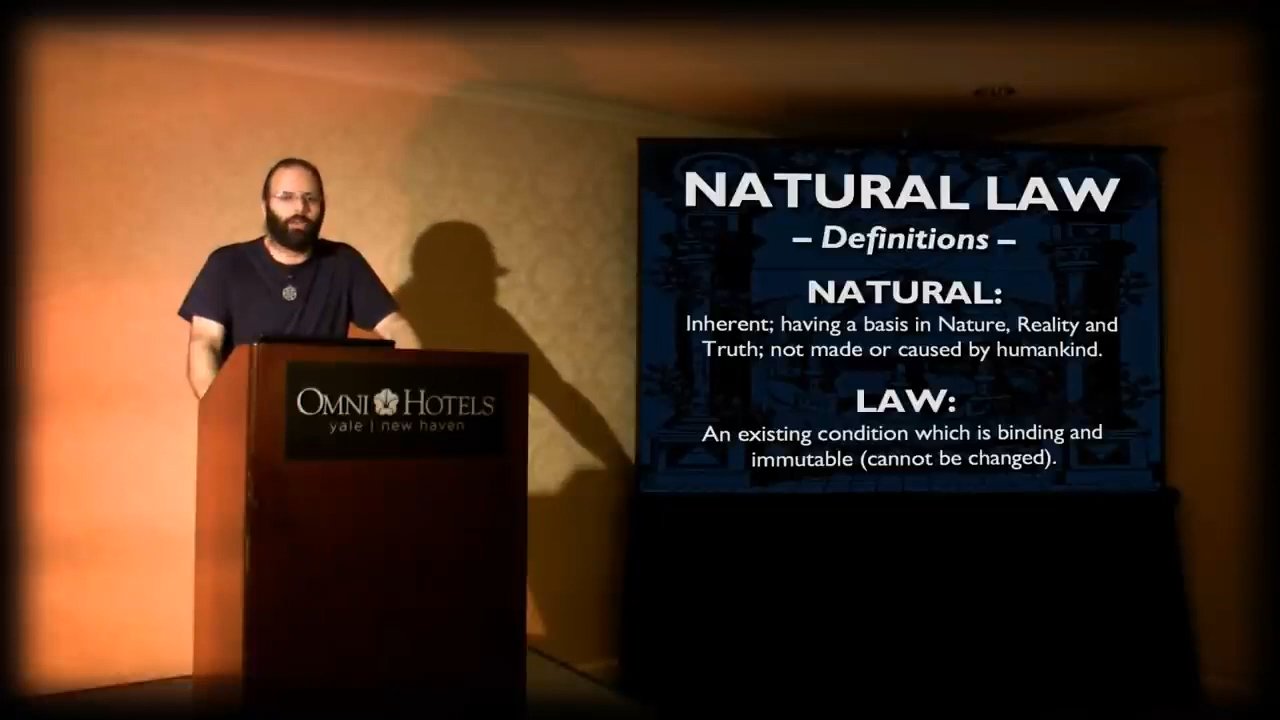 OMNI HOTELS
yale | new haven
NATURAL LAW
– Definitions –
NATURAL:
Inherent; having a basis in Nature, Reality and
Truth; not made or caused by humankind.
LAW:
An existing condition which is binding and
immutable (cannot be changed).